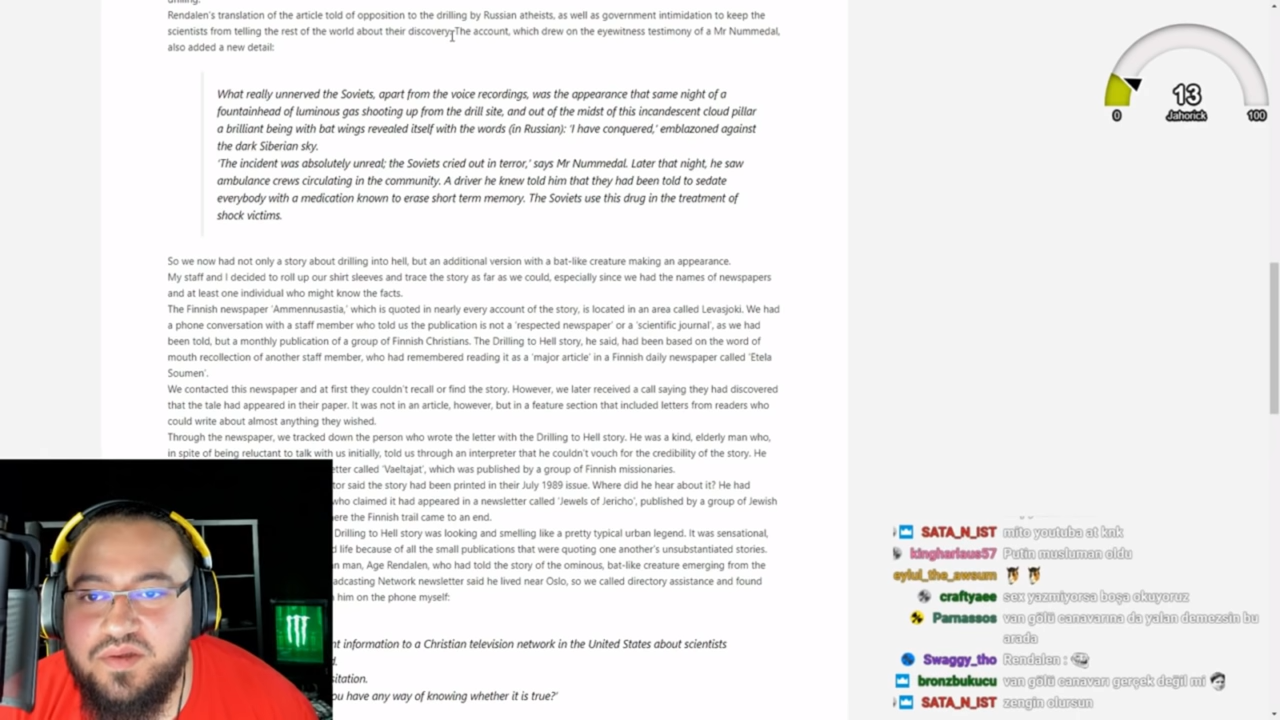 drilling.
Rendalen's translation of the article told of opposition to the drilling by Russian atheists, as well as government intimidation to keep the
scientists from telling the rest of the world about their discovery. The account, which drew on the eyewitness testimony of a Mr Nummedal,
also added a new detail:
What really unnerved the Soviets, apart from the voice recordings, was the appearance that same night of a
fountainhead of luminous gas shooting up from the drill site, and out of the midst of this incandescent cloud pillar
a brilliant being with bat wings revealed itself with the words (in Russian): 'I have conquered,' emblazoned against
the dark Siberian sky.
'The incident was absolutely unreal; the Soviets cried out in terror,' says Mr Nummedal. Later that night, he saw
ambulance crews circulating in the community. A driver he knew told him that they had been told to sedate
everybody with a medication known to erase short term memory. The Soviets use this drug in the treatment of
shock victims.
So we now had not only a story about drilling into hell, but an additional version with a bat-like creature making an appearance.
My staff and I decided to roll up our shirt sleeves and trace the story as far as we could, especially since we had the names of newspapers
and at least one individual who might know the facts.
The Finnish newspaper 'Ammennusastia,' which is quoted in nearly every account of the story, is located in an area called Levasjoki. We had
a phone conversation with a staff member who told us the publication is not a 'respected newspaper' or a 'scientific journal', as we had
been told, but a monthly publication of a group of Finnish Christians. The Drilling to Hell story, he said, had been based on the word of
mouth recollection of another staff member, who had remembered reading it as a 'major article' in a Finnish daily newspaper called 'Etela
Soumen'.
We contacted this newspaper and at first they couldn't recall or find the story. However, we later received a call saying they had discovered
that the tale had appeared in their paper. It was not in an article, however, but in a feature section that included letters from readers who
could write about almost anything they wished.
Through the newspaper, we tracked down the person who wrote the letter with the Drilling to Hell story. He was a kind, elderly man who,
in spite of being reluctant to talk with us initially, told us through an interpreter that he couldn't vouch for the credibility of the story. He
etter called 'Vaeltajat', which was published by a group of Finnish missionaries.
tor said the story had been printed in their July 1989 issue. Where did he hear about it? He had
who claimed it had appeared in a newsletter called 'Jewels of Jericho', published by a group of Jewish
ere the Finnish trail came to an end.
Drilling to Hell story was looking and smelling like a pretty typical urban legend. It was sensational,
d life because of all the small publications that were quoting one another's unsubstantiated stories.
n man, Age Rendalen, who had told the story of the ominous, bat-like creature emerging from the
adcasting Network newsletter said he lived near Oslo, so we called directory assistance and found
him on the phone myself:
nt information to a Christian television network in the United States about scientists
d.
sitation.
ou have any way of knowing whether it is true?'
13
0 Jahorick 100
SATA_N_IST mito youtuba at knk
kingharlaus57 Putin musluman oldu
eyful_the_awsum
craftyaee sex yazmiyorsa boşa okuyoruz
Parnassos van gölü canavarına da yalan demezsin bu
arada
Swaggy_tho Rendalen :
bronzbukucu van gölü canavarı gerçek değil mi
SATA_N_IST zengin olursun